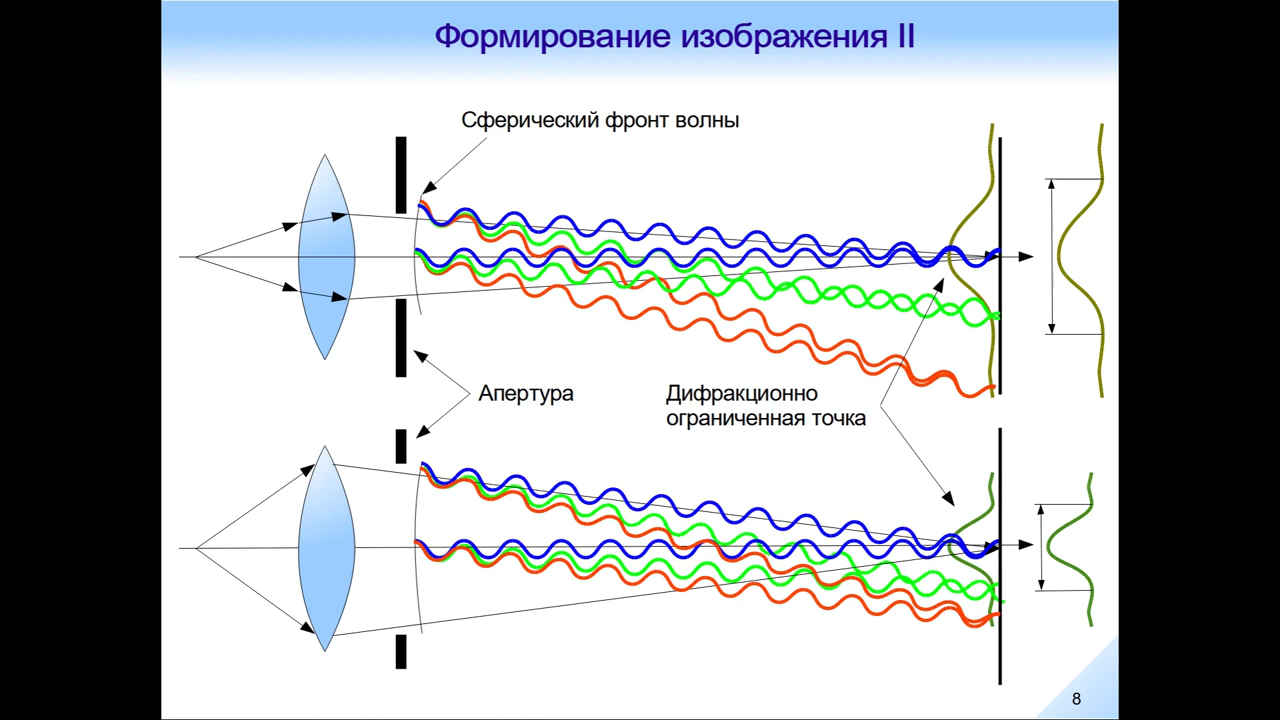 Формирование изображения II
Сферический фронт волны
Апертура
Дифракционно
ограниченная точка
8